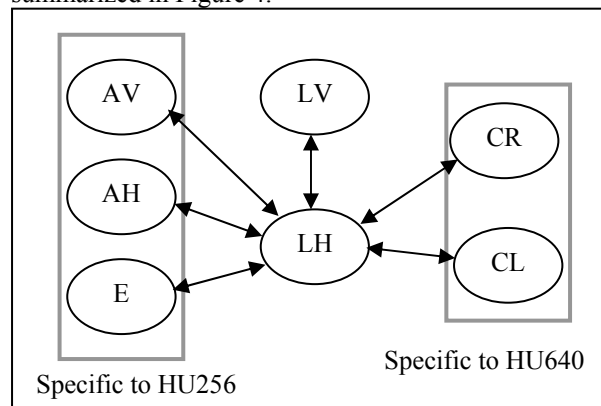 summarized in Figure 4.
AV
LV
CR
AH
LH
CL
E
Specific to HU640
Specific to HU256